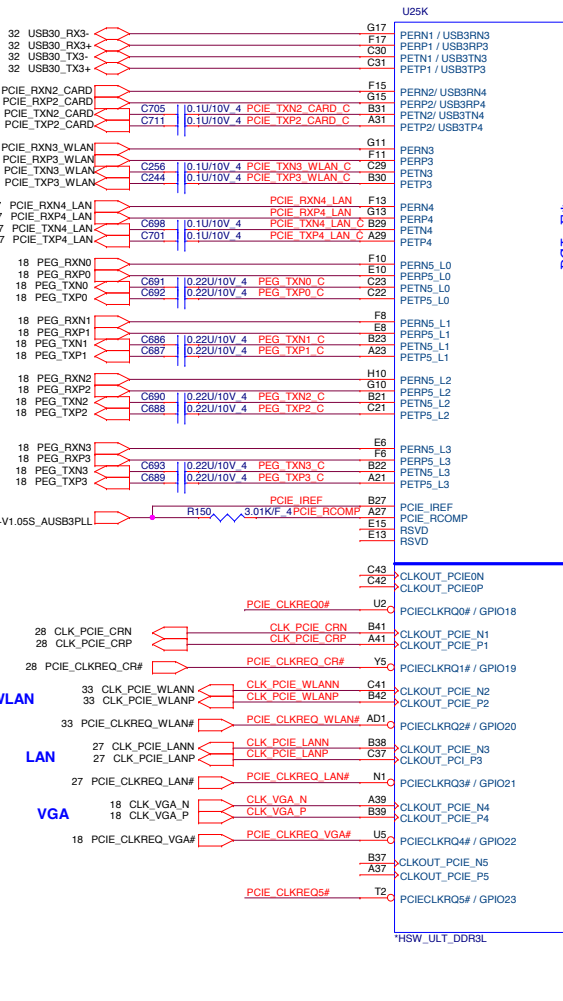 U25K
32 USB30_RX3- G17 PERN1 / USB3RN3
32 USB30_RX3+ F17 PERP1 / USB3RP3
32 USB30_TX3- C30 PETN1 / USB3TN3
32 USB30_TX3+ C31 PETP1 / USB3TP3
PCIE_RXN2_CARD F15 PERN2/ USB3RN4
PCIE_RXP2_CARD G15 PERP2/ USB3RP4
PCIE_TXN2_CARD C705 0.1U/10V_4 PCIE_TXN2_CARD_C B31 PETN2/ USB3TN4
PCIE_TXP2_CARD C711 0.1U/10V_4 PCIE_TXP2_CARD_C A31 PETP2/ USB3TP4
PCIE_RXN3_WLAN G11 PERN3
PCIE_RXP3_WLAN F11 PERP3
PCIE_TXN3_WLAN C256 0.1U/10V_4 PCIE_TXN3_WLAN_C C29 PETN3
PCIE_TXP3_WLAN C244 0.1U/10V_4 PCIE_TXP3_WLAN_C B30 PETP3
PCIE_RXN4_LAN PCIE_RXN4_LAN F13 PERN4
PCIE_RXP4_LAN PCIE_RXP4_LAN G13 PERP4
PCIE_TXN4_LAN C698 0.1U/10V_4 PCIE_TXN4_LAN_C B29 PETN4
7 PCIE_TXP4_LAN C701 0.1U/10V_4 PCIE_TXP4_LAN_C A29 PETP4
18 PEG_RXN0 F10 PERN5_L0
18 PEG_RXP0 E10 PERP5_L0
18 PEG_TXN0 C691 0.22U/10V_4 PEG_TXN0_C C23 PETN5_L0
18 PEG_TXP0 C692 0.22U/10V_4 PEG_TXP0_C C22 PETP5_L0
18 PEG_RXN1 F8 PERN5_L1
18 PEG_RXP1 E8 PERP5_L1
18 PEG_TXN1 C686 0.22U/10V_4 PEG_TXN1_C B23 PETN5_L1
18 PEG_TXP1 C687 0.22U/10V_4 PEG_TXP1_C A23 PETP5_L1
18 PEG_RXN2 H10 PERN5_L2
18 PEG_RXP2 G10 PERP5_L2
18 PEG_TXN2 C690 0.22U/10V_4 PEG_TXN2_C B21 PETN5_L2
18 PEG_TXP2 C688 0.22U/10V_4 PEG_TXP2_C C21 PETP5_L2
18 PEG_RXN3 E6 PERN5_L3
18 PEG_RXP3 F6 PERP5_L3
18 PEG_TXN3 C693 0.22U/10V_4 PEG_TXN3_C B22 PETN5_L3
18 PEG_TXP3 C689 0.22U/10V_4 PEG_TXP3_C A21 PETP5_L3
PCIE_IREF B27 PCIE_IREF
-V1.05S_AUSB3PLL R150 3.01K/F_4 PCIE_RCOMP A27 PCIE_RCOMP
E15 RSVD
E13 RSVD
C43 CLKOUT_PCIE0N
C42 CLKOUT_PCIE0P
PCIE_CLKREQ0# U2 PCIECLKRQ0# / GPIO18
28 CLK_PCIE_CRN CLK_PCIE_CRN B41 CLKOUT_PCIE_N1
28 CLK_PCIE_CRP CLK_PCIE_CRP A41 CLKOUT_PCIE_P1
28 PCIE_CLKREQ_CR# PCIE_CLKREQ_CR# Y5 PCIECLKRQ1# / GPIO19
33 CLK_PCIE_WLANN CLK_PCIE_WLANN C41 CLKOUT_PCIE_N2
WLAN 33 CLK_PCIE_WLANP CLK_PCIE_WLANP B42 CLKOUT_PCIE_P2
33 PCIE_CLKREQ_WLAN# PCIE_CLKREQ_WLAN# AD1 PCIECLKRQ2# / GPIO20
27 CLK_PCIE_LANN CLK_PCIE_LANN B38 CLKOUT_PCIE_N3
LAN 27 CLK_PCIE_LANP CLK_PCIE_LANP C37 CLKOUT_PCI_P3
27 PCIE_CLKREQ_LAN# PCIE_CLKREQ_LAN# N1 PCIECLKRQ3# / GPIO21
18 CLK_VGA_N CLK_VGA_N A39 CLKOUT_PCIE_N4
VGA 18 CLK_VGA_P CLK_VGA_P B39 CLKOUT_PCIE_P4
18 PCIE_CLKREQ_VGA# PCIE_CLKREQ_VGA# U5 PCIECLKRQ4# / GPIO22
B37 CLKOUT_PCIE_N5
A37 CLKOUT_PCIE_P5
PCIE_CLKREQ5# T2 PCIECLKRQ5# / GPIO23
*HSW_ULT_DDR3L